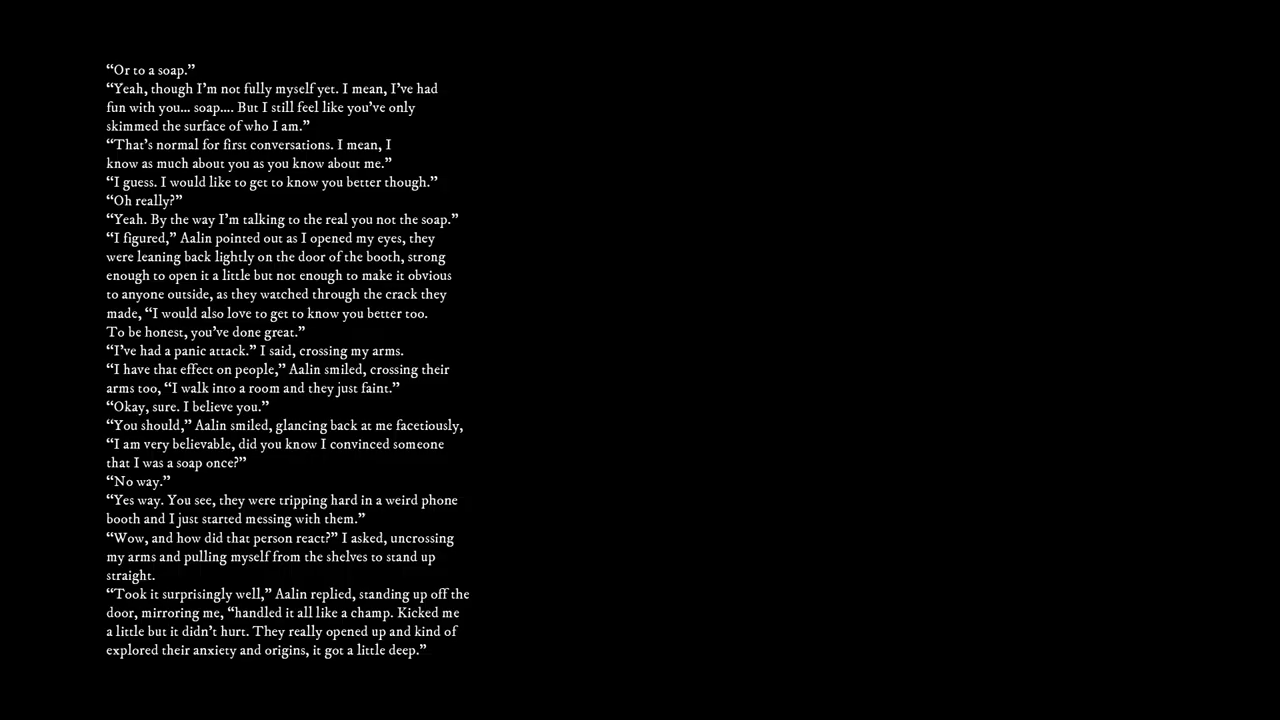 “Or to a soap.”
“Yeah, though I’m not fully myself yet. I mean, I’ve had
fun with you... soap.... But I still feel like you’ve only
skimmed the surface of who I am.”
“That’s normal for first conversations. I mean, I
know as much about you as you know about me.”
“I guess. I would like to get to know you better though.”
“Oh really?”
“Yeah. By the way I’m talking to the real you not the soap.”
“I figured,” Aalin pointed out as I opened my eyes, they
were leaning back lightly on the door of the booth, strong
enough to open it a little but not enough to make it obvious
to anyone outside, as they watched through the crack they
made, “I would also love to get to know you better too.
To be honest, you’ve done great.”
“I’ve had a panic attack.” I said, crossing my arms.
“I have that effect on people,” Aalin smiled, crossing their
arms too, “I walk into a room and they just faint.”
“Okay, sure. I believe you.”
“You should,” Aalin smiled, glancing back at me facetiously,
“I am very believable, did you know I convinced someone
that I was a soap once?”
“No way.”
“Yes way. You see, they were tripping hard in a weird phone
booth and I just started messing with them.”
“Wow, and how did that person react?” I asked, uncrossing
my arms and pulling myself from the shelves to stand up
straight.
“Took it surprisingly well,” Aalin replied, standing up off the
door, mirroring me, “handled it all like a champ. Kicked me
a little but it didn’t hurt. They really opened up and kind of
explored their anxiety and origins, it got a little deep.”